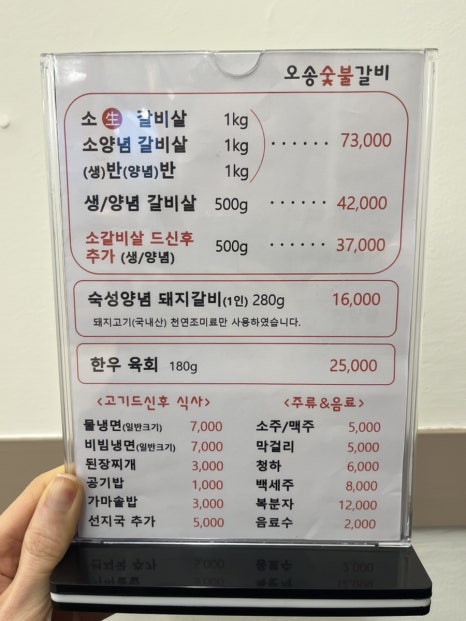 오송숯불갈비
소 生 갈비살 1kg
소양념 갈비살 1kg ······ 73,000
(생)반(양념)반 1kg
생/양념 갈비살 500g ······ 42,000
소갈비살 드신후
추가 (생/양념) 500g ······ 37,000
숙성양념 돼지갈비(1인) 280g 16,000
돼지고기(국내산) 천연조미료만 사용하였습니다.
한우 육회 180g 25,000
<고기드신후 식사>
물냉면(일반크기) 7,000
비빔냉면(일반크기) 7,000
된장찌개 3,000
공기밥 1,000
가마솥밥 3,000
선지국 추가 5,000
<주류&음료>
소주/맥주 5,000
막걸리 5,000
청하 6,000
백세주 8,000
복분자 12,000
음료수 2,000